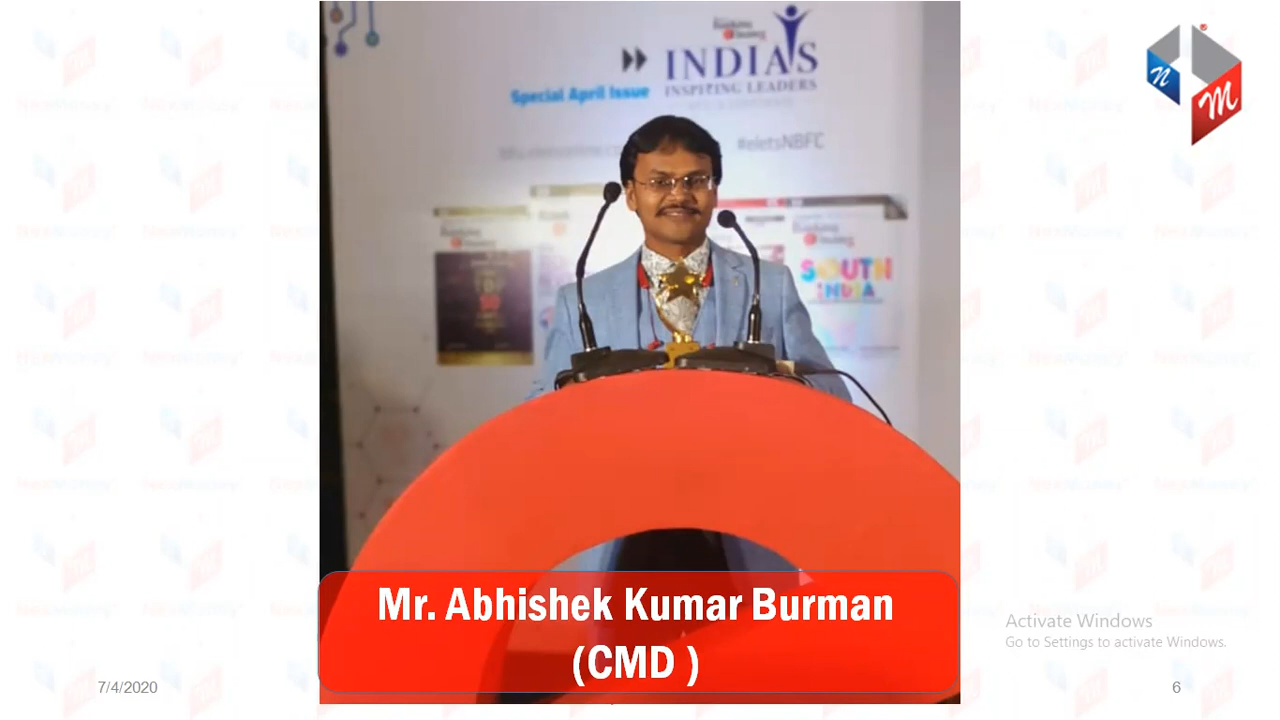 INDIA'S
INSPIRING LEADERS
Special April Issue
#eletsNBFC
SOUTH
INDIA
n
m
Mr. Abhishek Kumar Burman
(CMD )
Activate Windows
Go to Settings to activate Windows.
7/4/2020
6